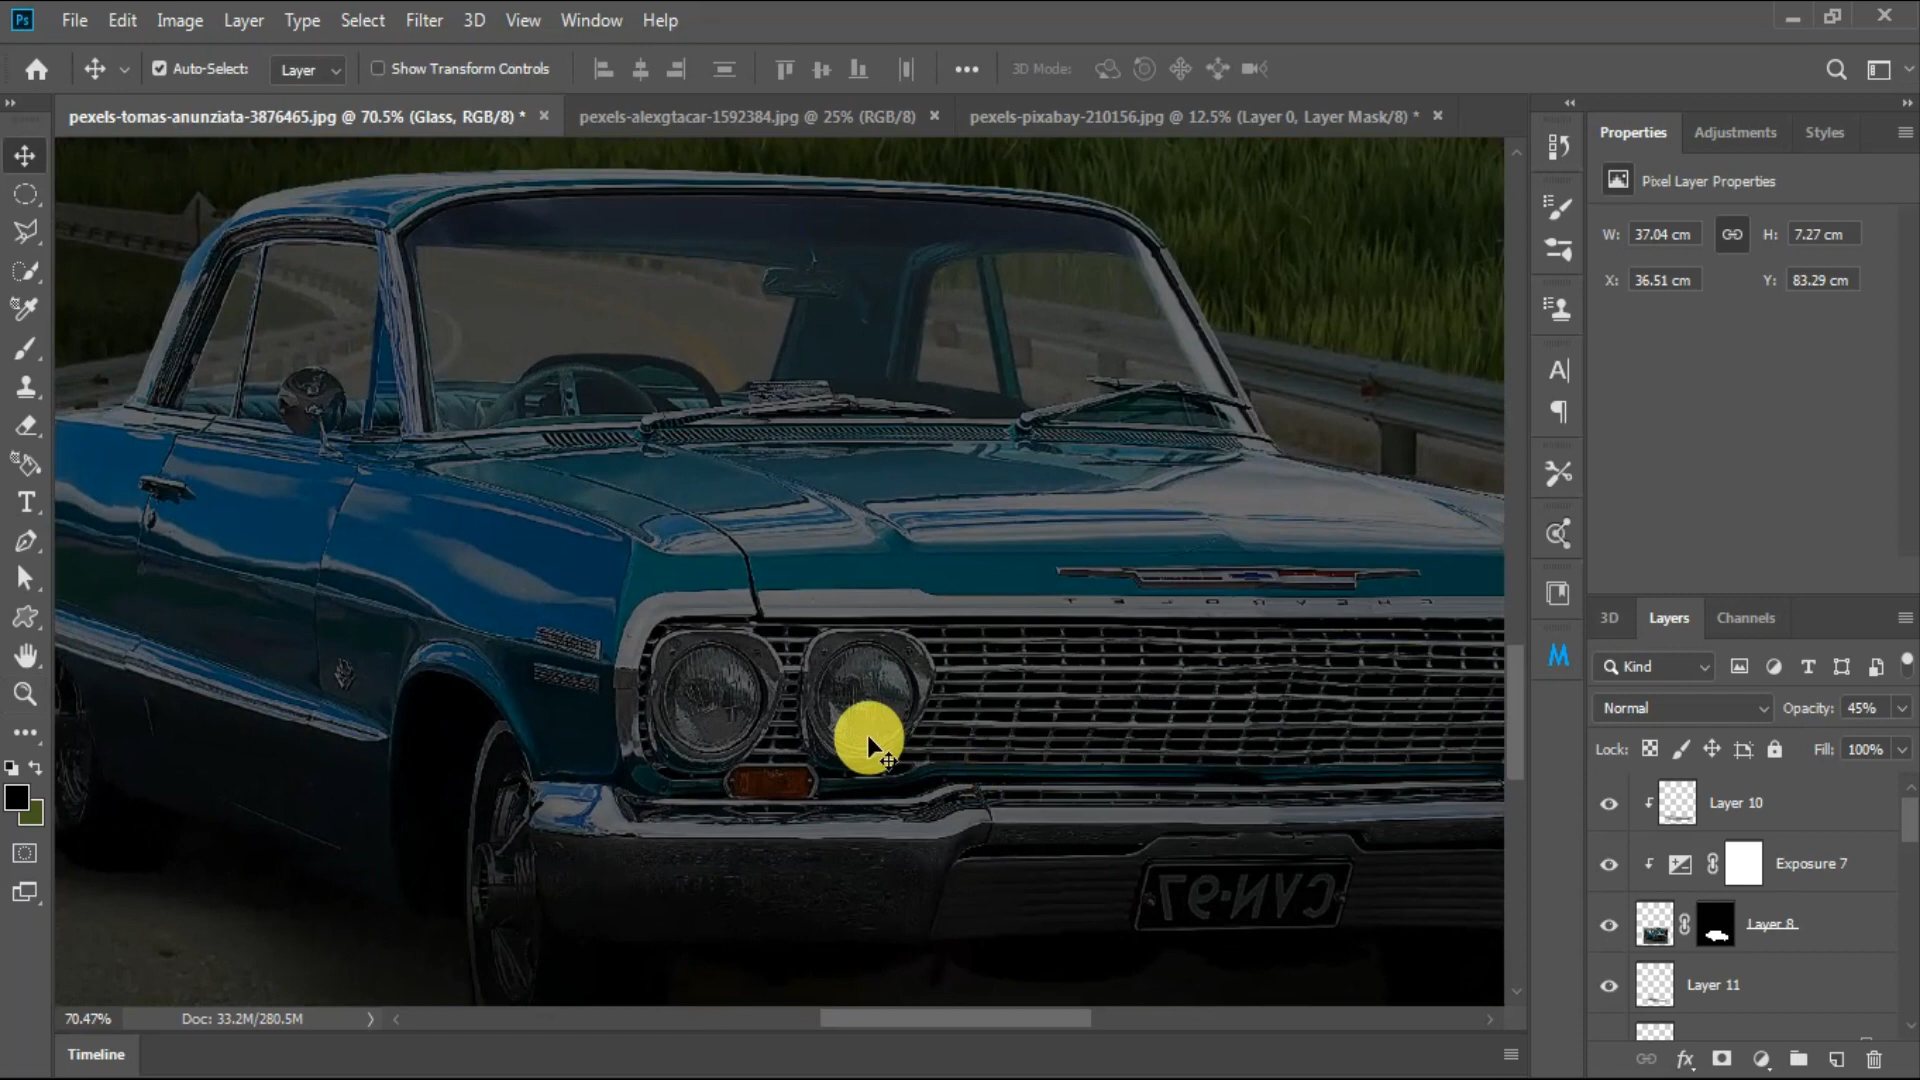 Ps File Edit Image Layer Type Select Filter 3D View Window Help
Auto-Select: Layer Show Transform Controls 3D Mode:
pexels-tomas-anunziata-3876465.jpg @ 70.5% (Glass, RGB/8) * pexels-alexgtacar-1592384.jpg @ 25% (RGB/8) pexels-pixabay-210156.jpg @ 12.5% (Layer 0, Layer Mask/8) *
Properties Adjustments Styles
Pixel Layer Properties
W: 37.04 cm H: 7.27 cm
X: 36.51 cm Y: 83.29 cm
CHEVROLET
CVN·97
3D Layers Channels
Kind
Normal Opacity: 45%
Lock: Fill: 100%
Layer 10
Exposure 7
Layer 8
Layer 11
70.47% Doc: 33.2M/280.5M
Timeline